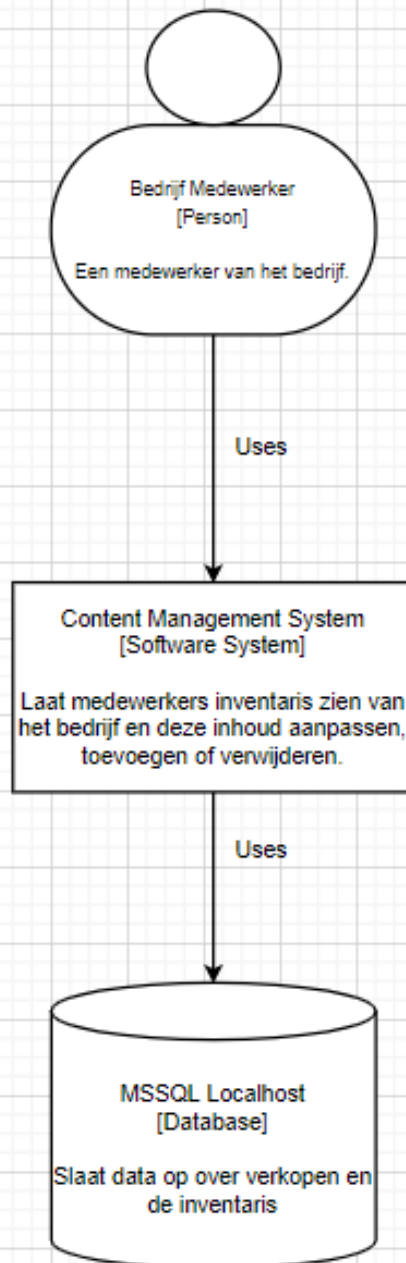 Bedrijf Medewerker
[Person]
Een medewerker van het bedrijf.
Uses
Content Management System
[Software System]
Laat medewerkers inventaris zien van
het bedrijf en deze inhoud aanpassen,
toevoegen of verwijderen.
Uses
MSSQL Localhost
[Database]
Slaat data op over verkopen en
de inventaris